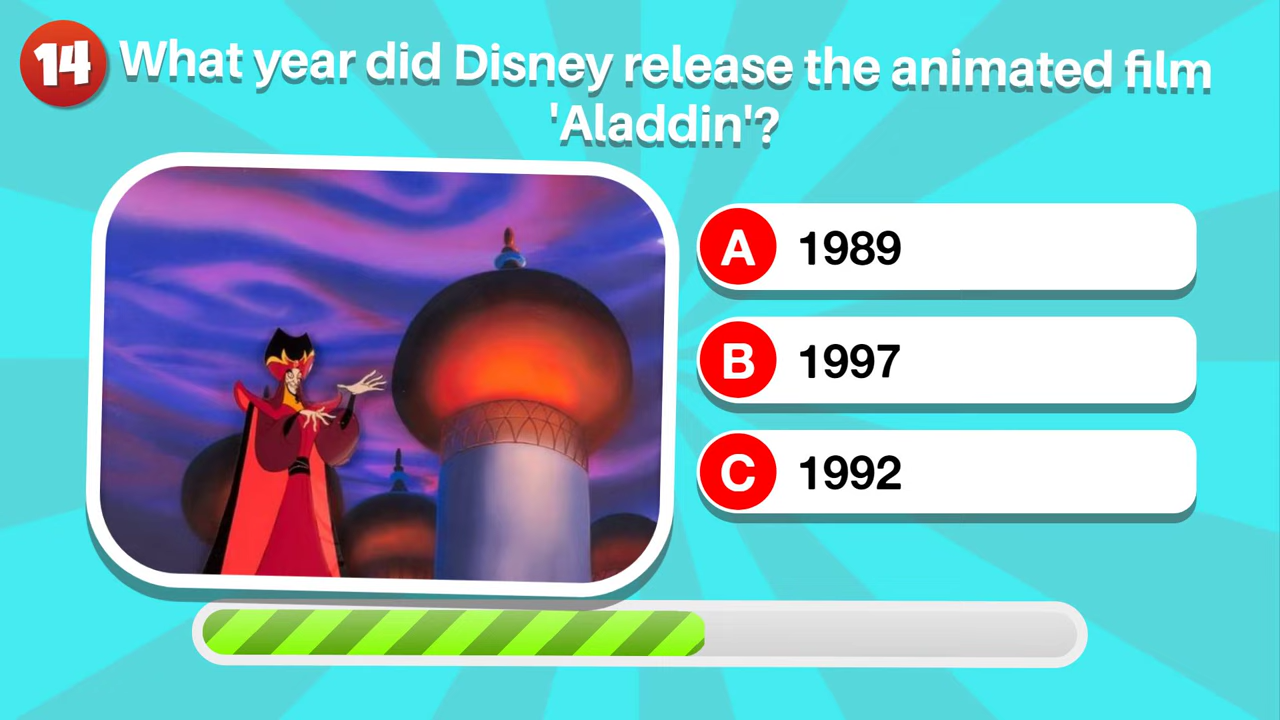 14 What year did Disney release the animated film
'Aladdin'?
A 1989
B 1997
C 1992